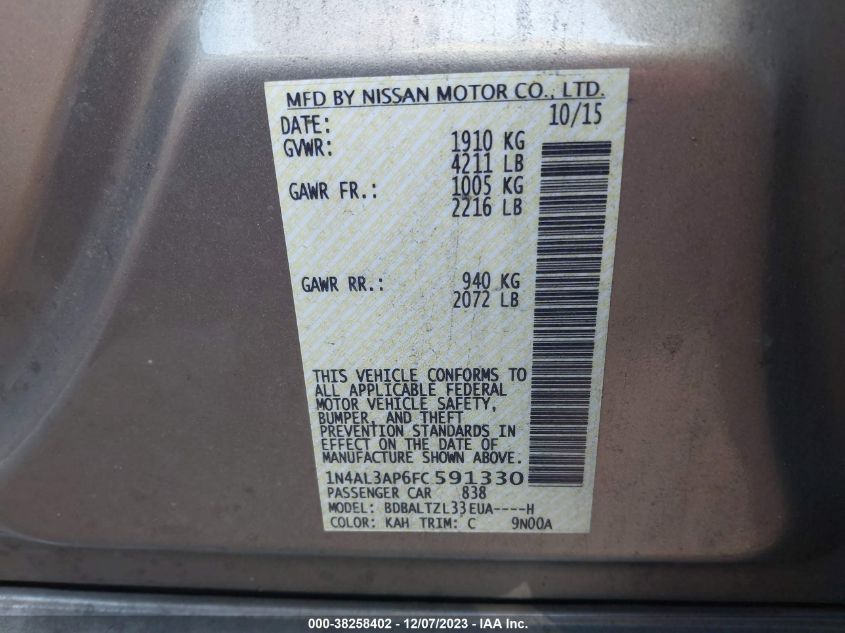 MFD BY NISSAN MOTOR CO., LTD.
DATE: 10/15
GVWR: 1910 KG
4211 LB
GAWR FR.: 1005 KG
2216 LB
GAWR RR.: 940 KG
2072 LB
THIS VEHICLE CONFORMS TO
ALL APPLICABLE FEDERAL
MOTOR VEHICLE SAFETY,
BUMPER, AND THEFT
PREVENTION STANDARDS IN
EFFECT ON THE DATE OF
MANUFACTURE SHOWN ABOVE.
1N4AL3AP6FC591330
PASSENGER CAR 838
MODEL: BDBALTZL33EUA----H
COLOR: KAH TRIM: C 9N00A
000-38258402 - 12/07/2023 - IAA Inc.